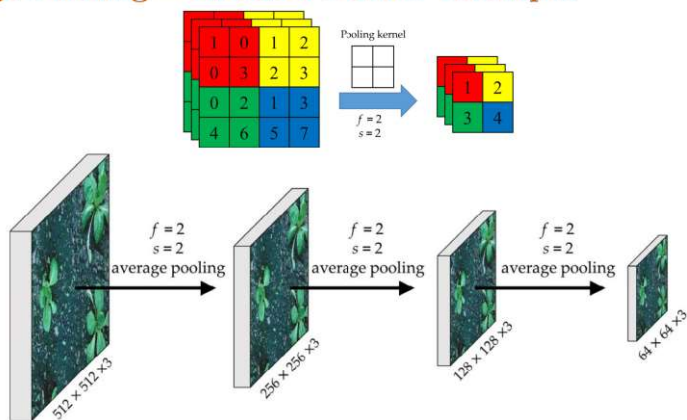 1 0 1 2
0 3 2 3
0 2 1 3
4 6 5 7
Pooling kernel
f = 2
s = 2
1 2
3 4
f = 2
s = 2
average pooling
f = 2
s = 2
average pooling
f = 2
s = 2
average pooling
512 × 512 ×3
256 × 256 ×3
128 × 128 ×3
64 × 64 ×3